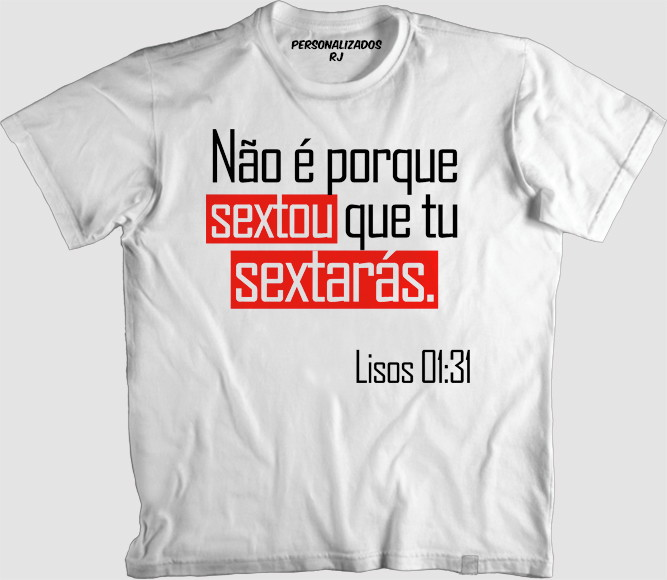 PERSONALIZADOS
RJ
Não é porque
sextou que tu
sextarás.
Lisos 01:31